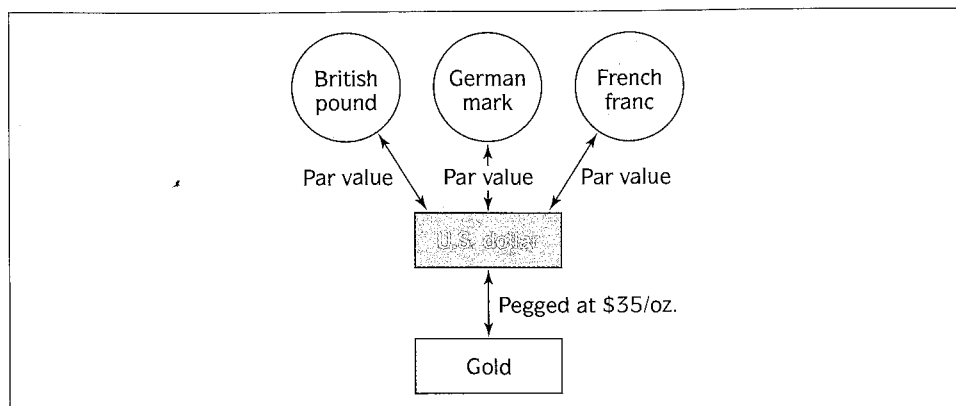 British
pound
German
mark
French
franc
Par value
Par value
Par value
U.S. dollar
Pegged at $35/oz.
Gold